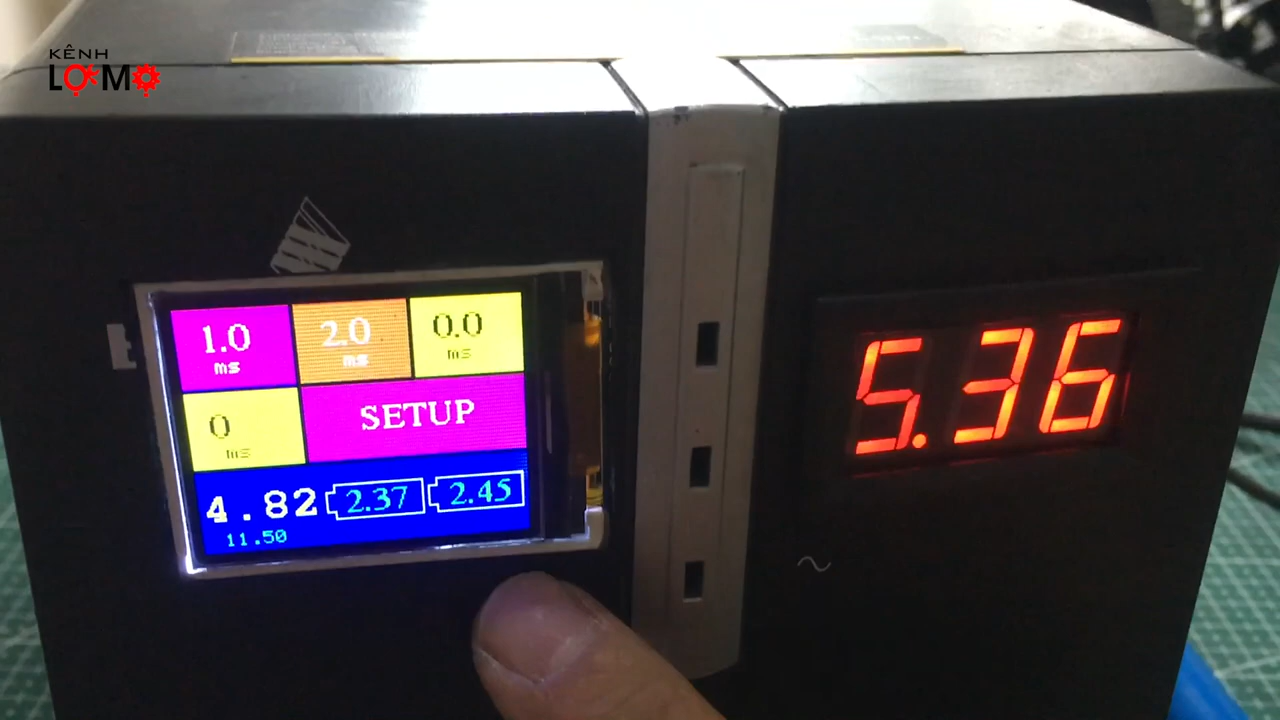 KÊNH
LOMO
1.0 2.0 0.0
ms ms ms
0 SETUP
ms
4.82 2.37 2.45
11.50
5.36
~